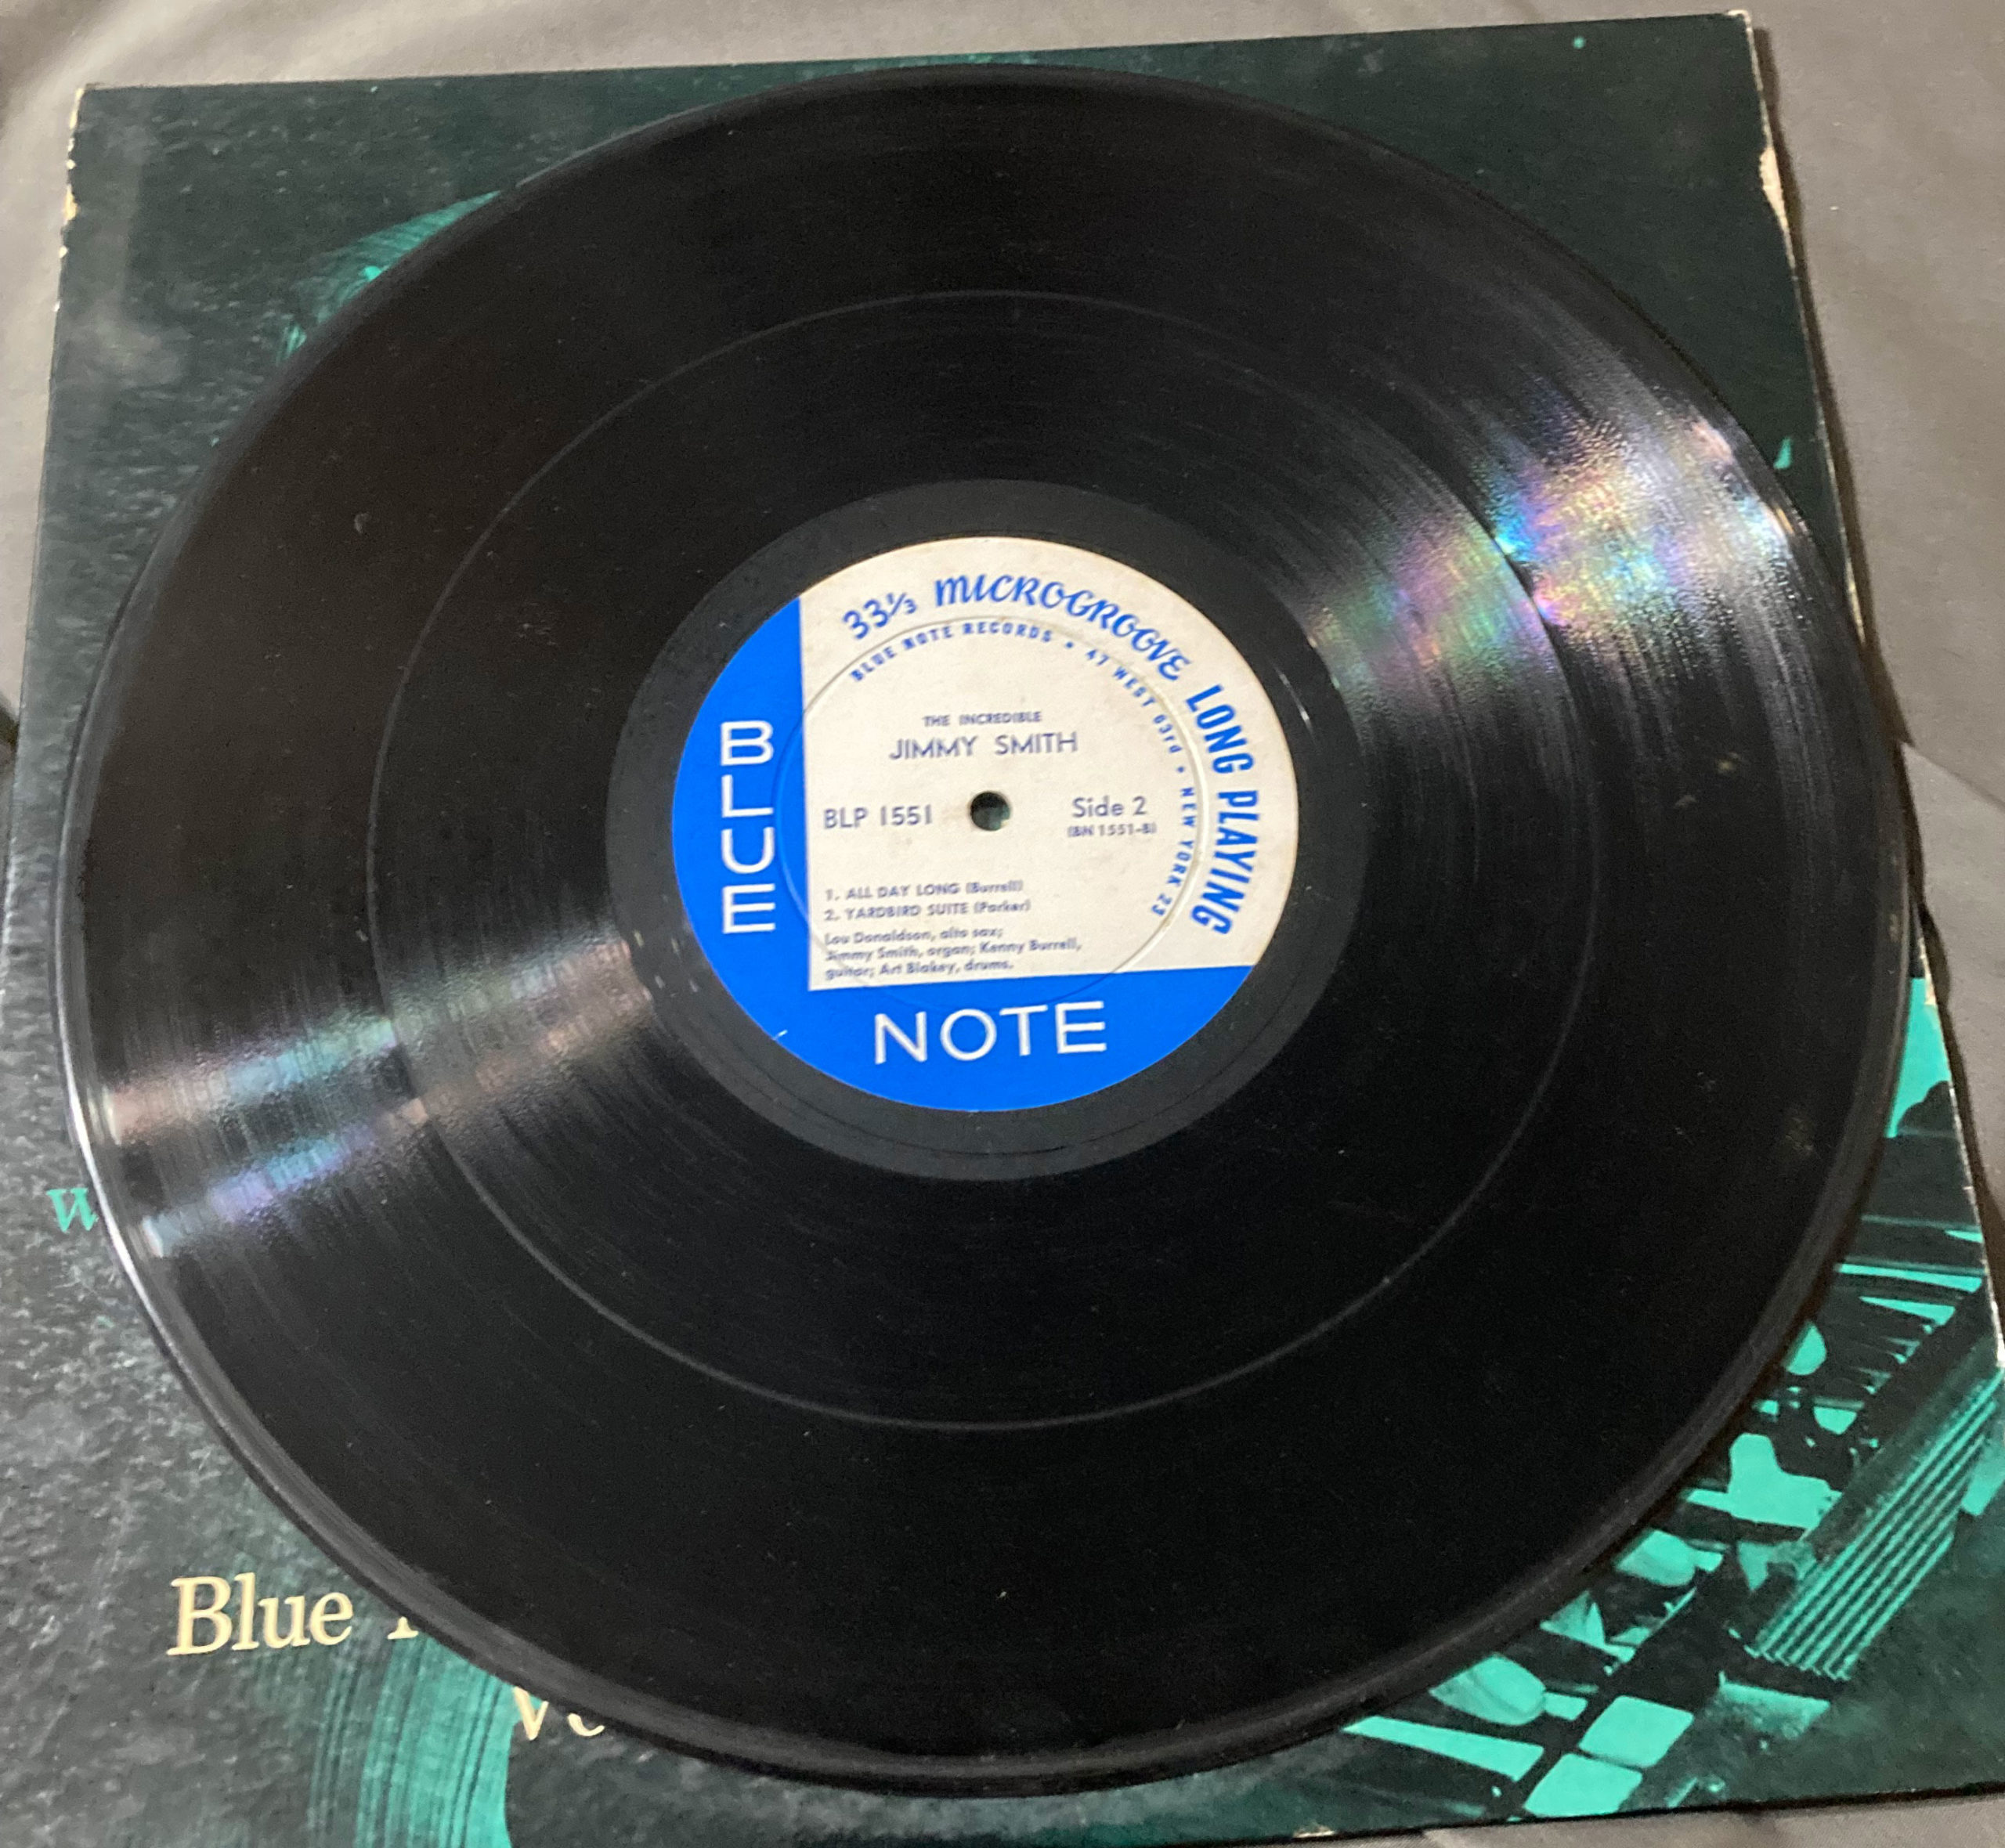 33⅓ MICROGROOVE LONG PLAYING
BLUE NOTE RECORDS • 47 WEST 63rd • NEW YORK 23
THE INCREDIBLE
JIMMY SMITH
BLP 1551
Side 2
(BN 1551-B)
1. ALL DAY LONG (Burrell)
2. YARDBIRD SUITE (Parker)
Lou Donaldson, alto sax;
Jimmy Smith, organ; Kenny Burrell,
guitar; Art Blakey, drums.
BLUE
NOTE
w
Blue